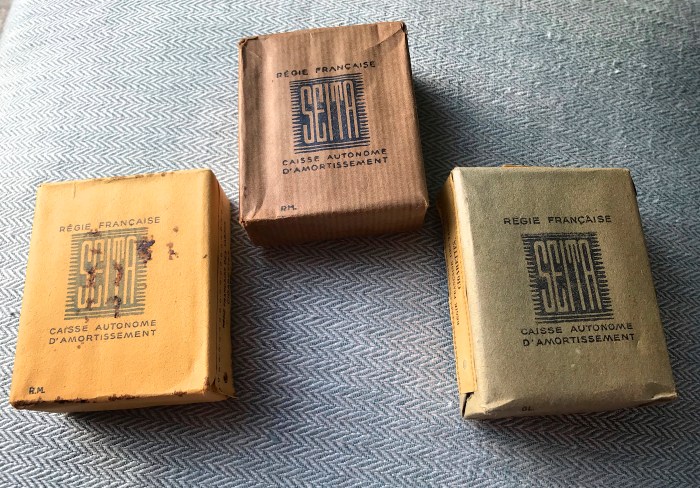 RÉGIE FRANÇAISE
SEITA
CAISSE AUTONOME
D'AMORTISSEMENT
R.M.
RÉGIE FRANÇAISE
SEITA
CAISSE AUTONOME
D'AMORTISSEMENT
R.M.
RÉGIE FRANÇAISE
SEITA
CAISSE AUTONOME
D'AMORTISSEMENT